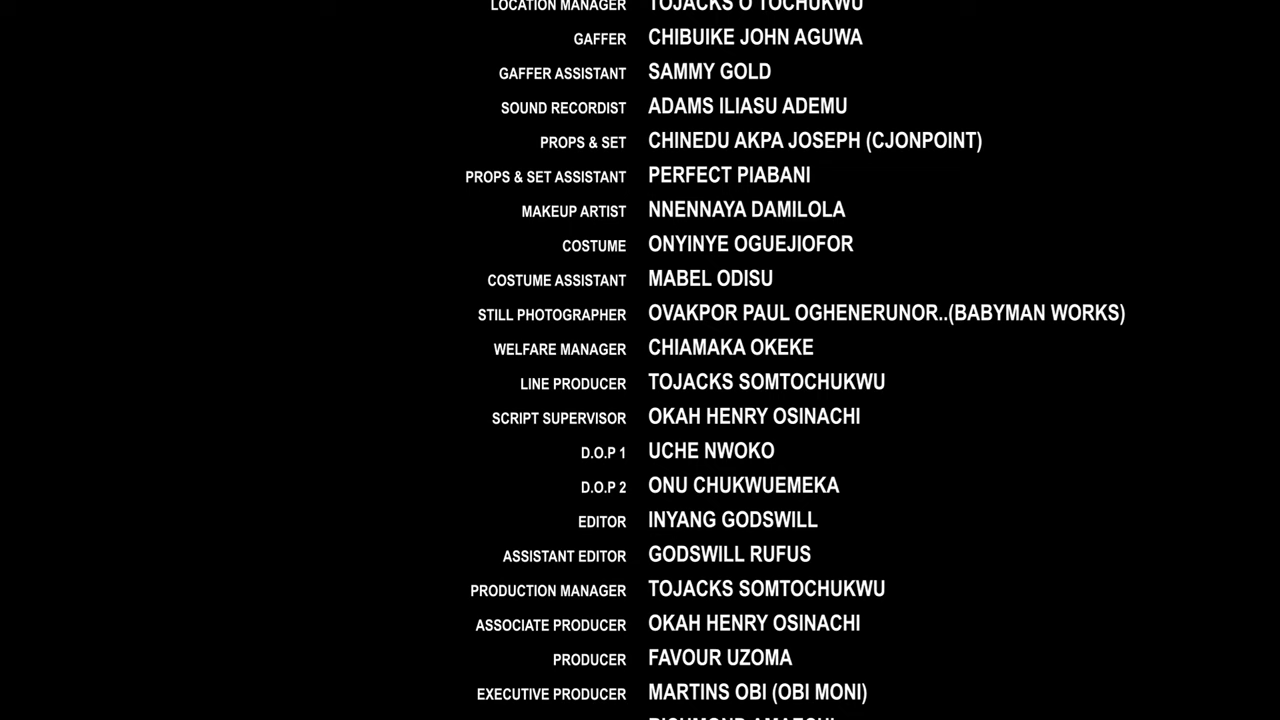 LOCATION MANAGER TOJACKS O TOCHUKWU
GAFFER CHIBUIKE JOHN AGUWA
GAFFER ASSISTANT SAMMY GOLD
SOUND RECORDIST ADAMS ILIASU ADEMU
PROPS & SET CHINEDU AKPA JOSEPH (CJONPOINT)
PROPS & SET ASSISTANT PERFECT PIABANI
MAKEUP ARTIST NNENNAYA DAMILOLA
COSTUME ONYINYE OGUEJIOFOR
COSTUME ASSISTANT MABEL ODISU
STILL PHOTOGRAPHER OVAKPOR PAUL OGHENERUNOR..(BABYMAN WORKS)
WELFARE MANAGER CHIAMAKA OKEKE
LINE PRODUCER TOJACKS SOMTOCHUKWU
SCRIPT SUPERVISOR OKAH HENRY OSINACHI
D.O.P 1 UCHE NWOKO
D.O.P 2 ONU CHUKWUEMEKA
EDITOR INYANG GODSWILL
ASSISTANT EDITOR GODSWILL RUFUS
PRODUCTION MANAGER TOJACKS SOMTOCHUKWU
ASSOCIATE PRODUCER OKAH HENRY OSINACHI
PRODUCER FAVOUR UZOMA
EXECUTIVE PRODUCER MARTINS OBI (OBI MONI)